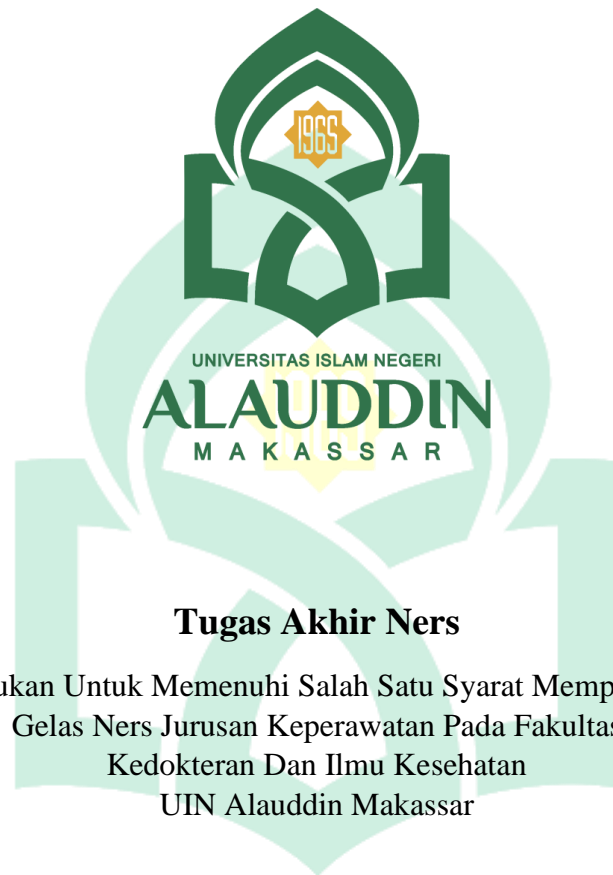 1965
UNIVERSITAS ISLAM NEGERI
ALAUDDIN
MAKASSAR
Tugas Akhir Ners
ukan Untuk Memenuhi Salah Satu Syarat Memp
Gelas Ners Jurusan Keperawatan Pada Fakultas
Kedokteran Dan Ilmu Kesehatan
UIN Alauddin Makassar